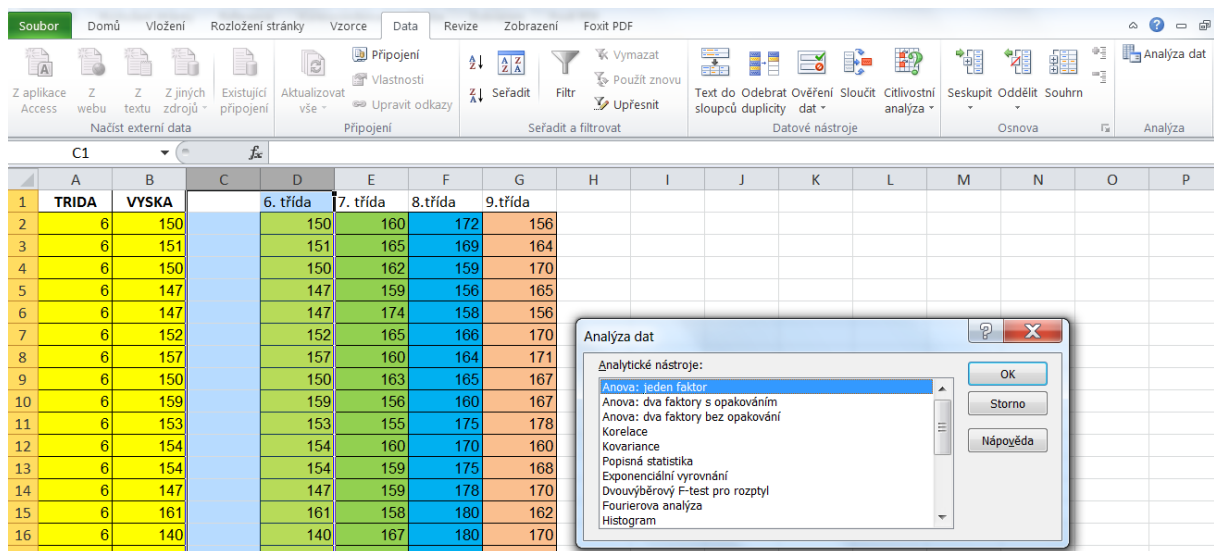 Soubor Domů Vložení Rozložení stránky Vzorce Data Revize Zobrazení Foxit PDF
Z aplikace Access
Z webu
Z textu
Z jiných zdrojů
Existující připojení
Načíst externí data
Aktualizovat vše
Připojení
Vlastnosti
Upravit odkazy
Připojení
Seřadit
Filtr
Vymazat
Použít znovu
Upřesnit
Seřadit a filtrovat
Text do sloupců
Odebrat duplicity
Ověření dat
Sloučit
Citlivostní analýza
Datové nástroje
Seskupit
Oddělit
Souhrn
Osnova
Analýza dat
Analýza
C1 fx
A B C D E F G H I J K L M N O P
1 TRIDA VYSKA 6. třída 7. třída 8.třída 9.třída
2 6 150 150 160 172 156
3 6 151 151 165 169 164
4 6 150 150 162 159 170
5 6 147 147 159 156 165
6 6 147 147 174 158 156
7 6 152 152 165 166 170
8 6 157 157 160 164 171
9 6 150 150 163 165 167
10 6 159 159 156 160 167
11 6 153 153 155 175 178
12 6 154 154 160 170 160
13 6 154 154 159 175 168
14 6 147 147 159 178 170
15 6 161 161 158 180 162
16 6 140 140 167 180 170
Analýza dat
Analytické nástroje:
Anova: jeden faktor
Anova: dva faktory s opakováním
Anova: dva faktory bez opakování
Korelace
Kovariance
Popisná statistika
Exponenciální vyrovnání
Dvouvýběrový F-test pro rozptyl
Fourierova analýza
Histogram
OK
Storno
Nápověda